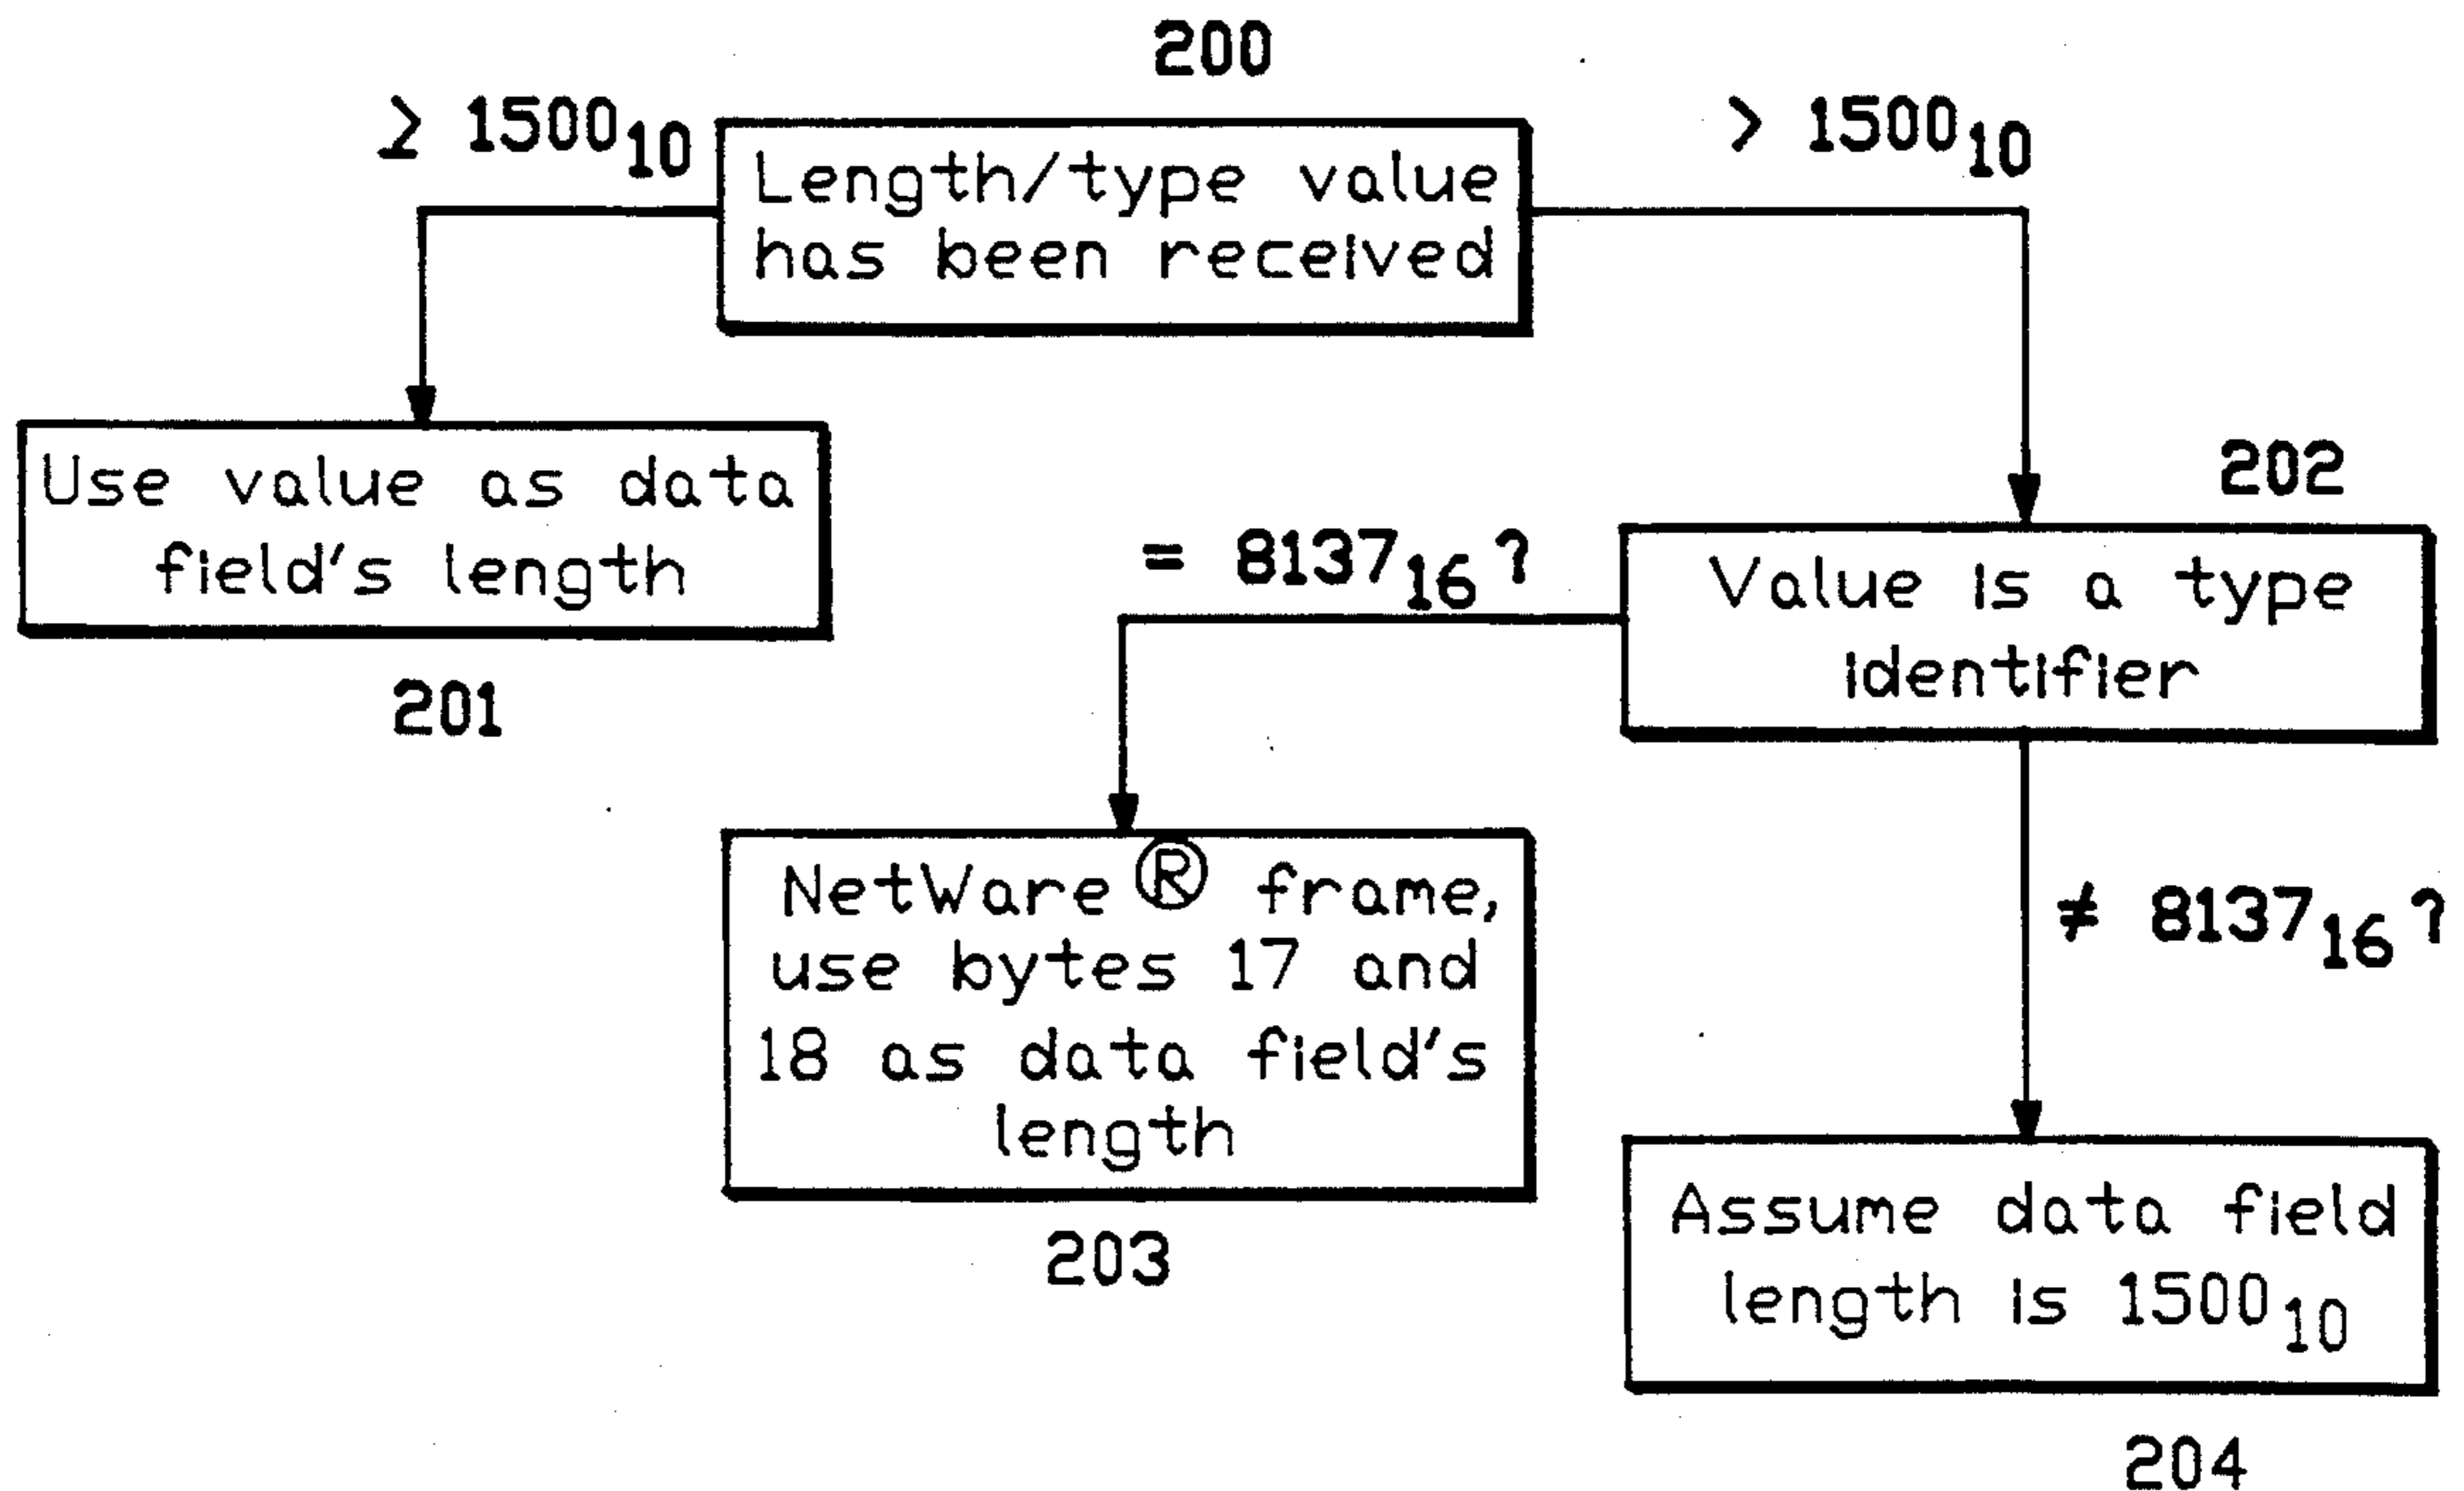 200
≥ 1500₁₀
> 1500₁₀
Length/type value
has been received
Use value as data
field's length
201
202
= 8137₁₆?
Value is a type
identifier
NetWare® frame,
use bytes 17 and
18 as data field's
length
203
≠ 8137₁₆?
Assume data field
length is 1500₁₀
204